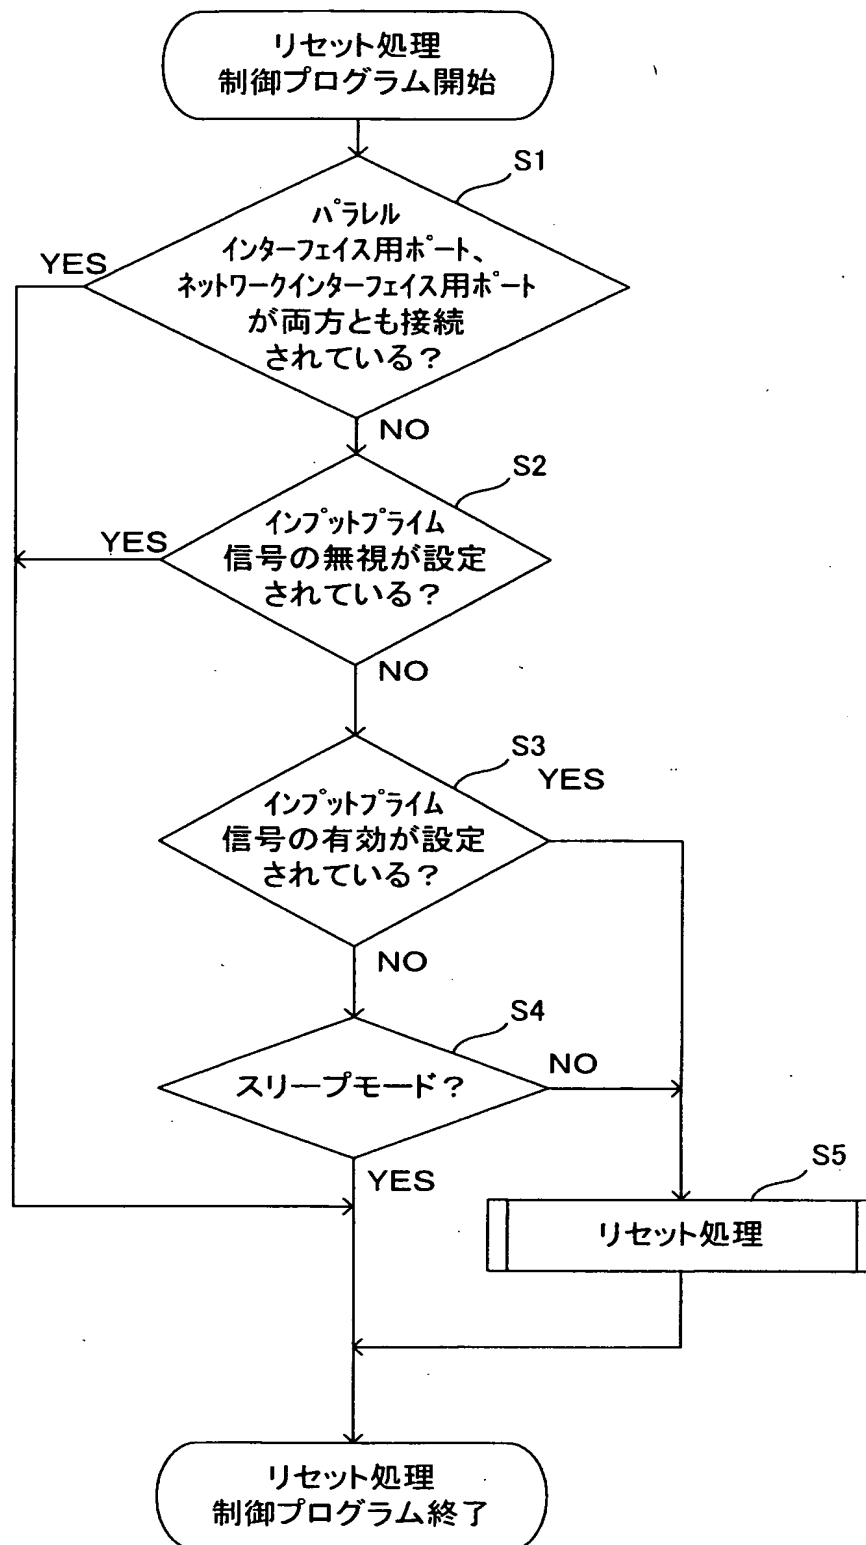 リセット処理
制御プログラム開始
S1
パラレル
インターフェイス用ポート、
ネットワークインターフェイス用ポート
が両方とも接続
されている？
YES
NO
S2
インプットプライム
信号の無視が設定
されている？
YES
NO
S3
YES
インプットプライム
信号の有効が設定
されている？
NO
S4
スリープモード？
NO
YES
S5
リセット処理
リセット処理
制御プログラム終了